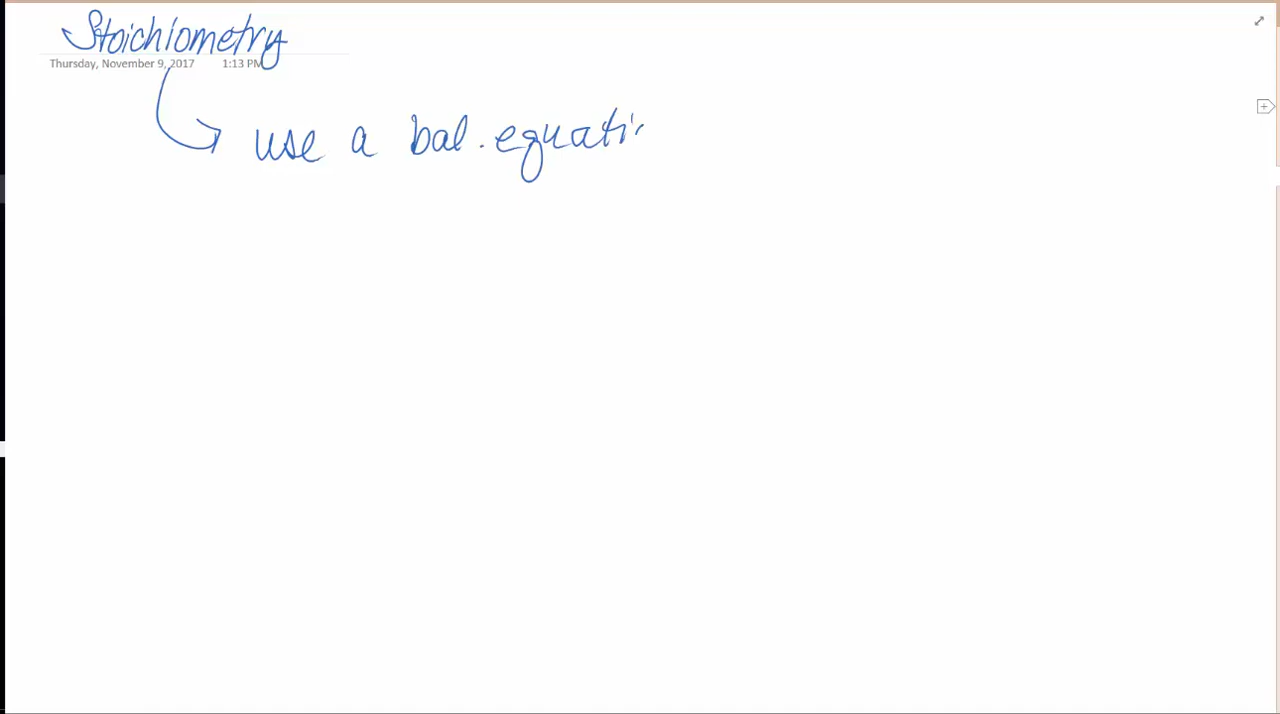 Stoichiometry
Thursday, November 9, 2017 1:13 PM
use a bal. equati